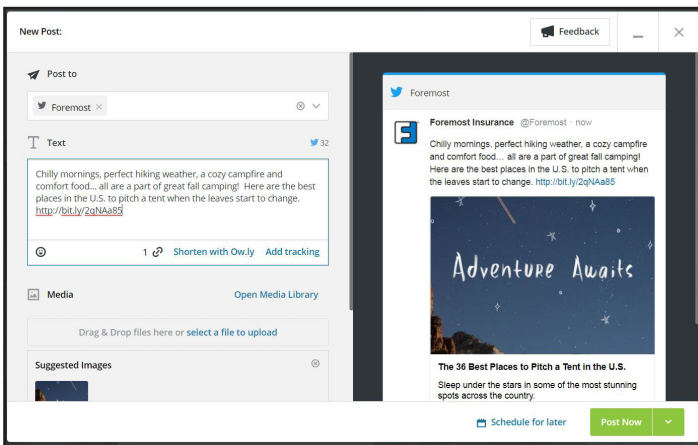 New Post:
Feedback
Post to
Foremost
Text
32
Chilly mornings, perfect hiking weather, a cozy campfire and
comfort food... all are a part of great fall camping!  Here are the best
places in the U.S. to pitch a tent when the leaves start to change.
http://bit.ly/2qNAa85
1
Shorten with Ow.ly
Add tracking
Media
Open Media Library
Drag & Drop files here or select a file to upload
Suggested Images
Foremost
Foremost Insurance @Foremost · now
Chilly mornings, perfect hiking weather, a cozy campfire
and comfort food... all are a part of great fall camping!
Here are the best places in the U.S. to pitch a tent when
the leaves start to change. http://bit.ly/2qNAa85
Adventure Awaits
The 36 Best Places to Pitch a Tent in the U.S.
Sleep under the stars in some of the most stunning
spots across the country.
Schedule for later
Post Now